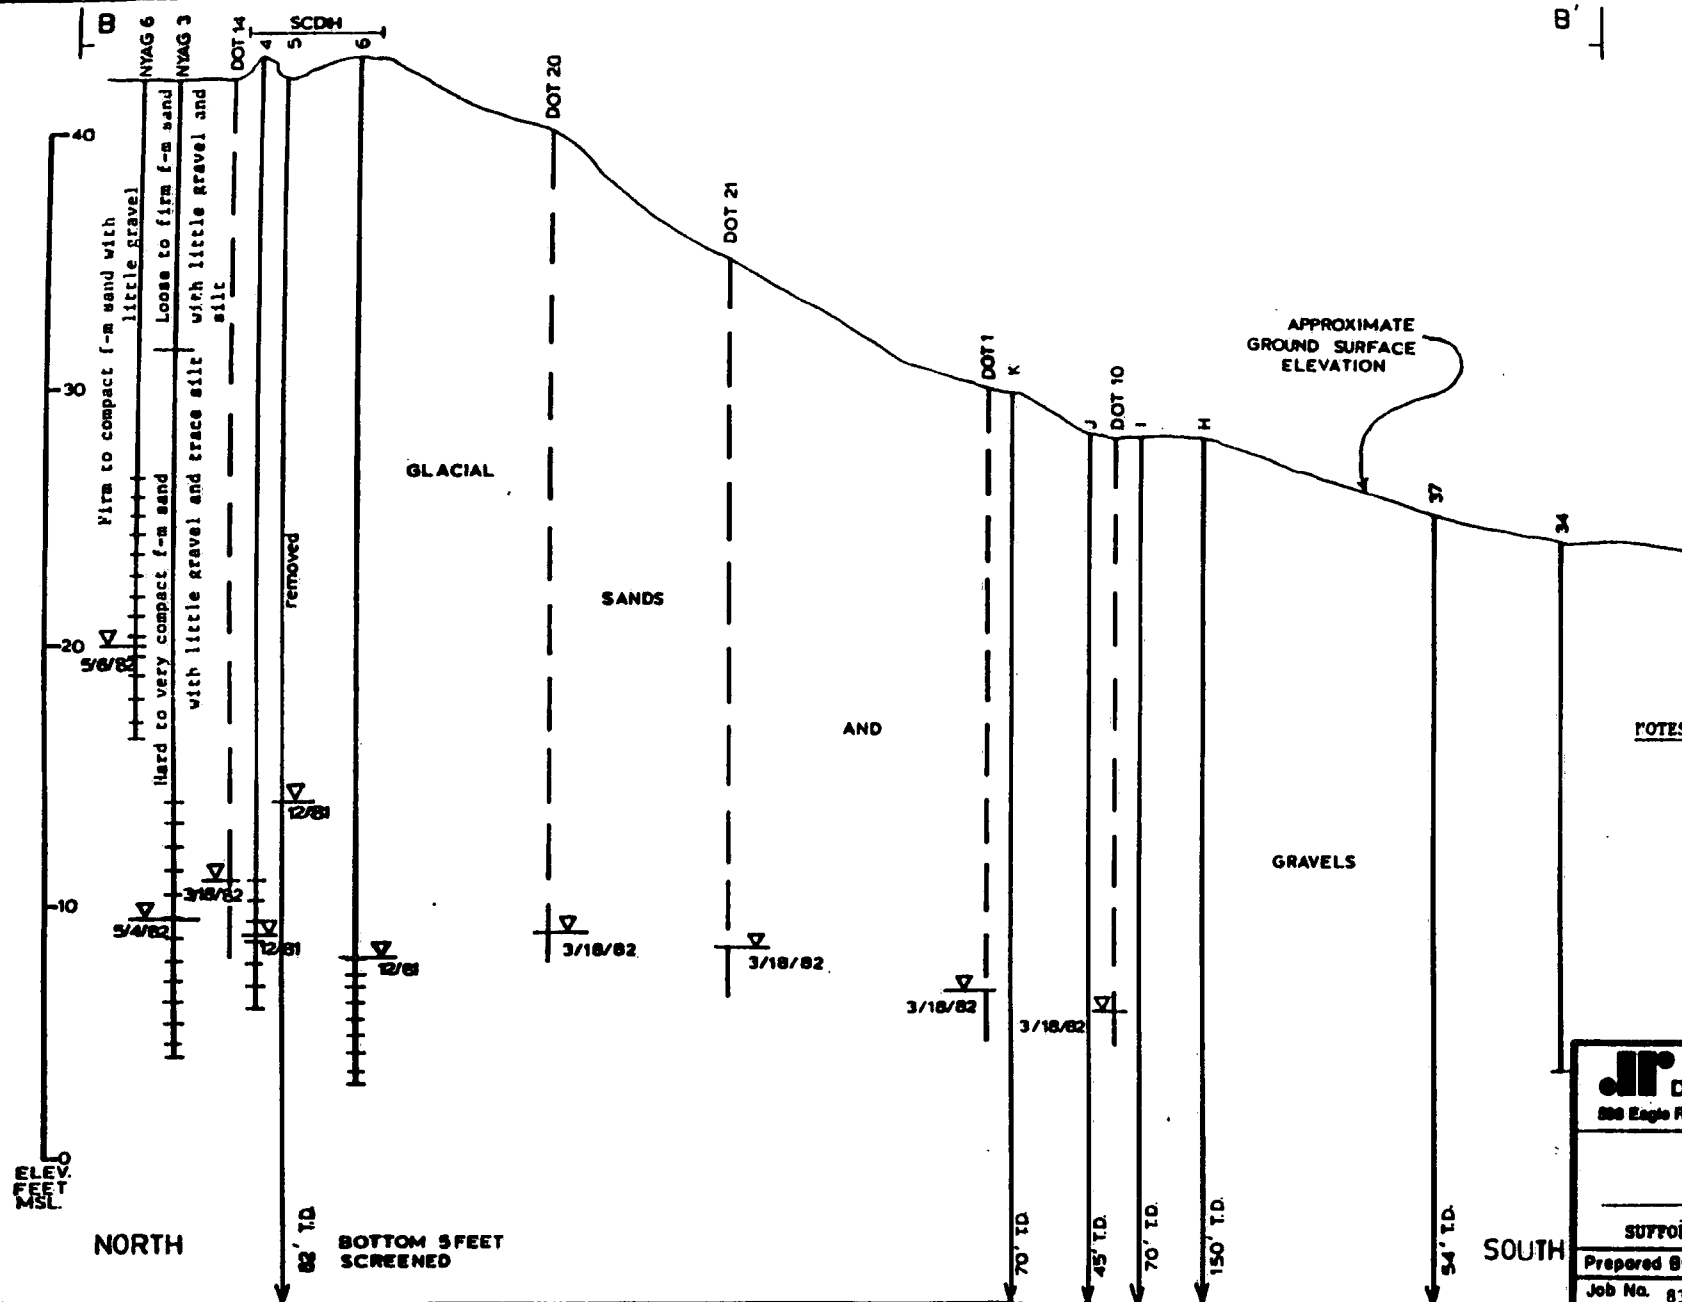 B
B'
NYAG 6
NYAG 3
DOT 14
SCDH
4
5
6
DOT 20
DOT 21
DOT 1
K
J
DOT 10
I
H
37
34
40
30
20
10
0
ELEV.
FEET
MSL.
Firm to compact f-m sand with
little gravel
Loose to firm f-m sand
with little gravel and
silt
Hard to very compact f-m sand
with little gravel and trace silt
removed
GLACIAL
SANDS
AND
GRAVELS
APPROXIMATE
GROUND SURFACE
ELEVATION
5/6/82
5/4/82
3/18/82
12/81
12/81
12/81
3/18/82
3/18/82
3/18/82
3/18/82
NORTH
82' T.D.
BOTTOM 5 FEET
SCREENED
70' T.D.
45' T.D.
70' T.D.
150' T.D.
54' T.D.
SOUTH
Eagle
Prepared
Job No.